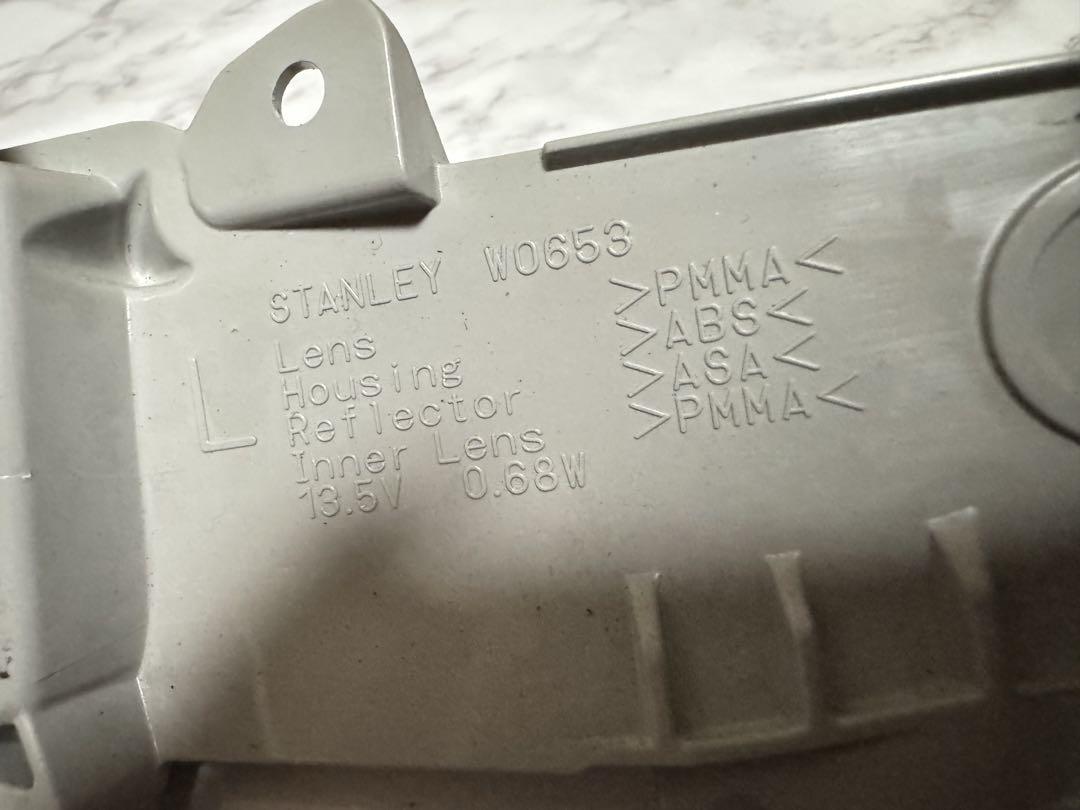 STANLEY W0653
L
Lens >PMMA<
Housing >ABS<
Reflector >ASA<
Inner Lens >PMMA<
13.5V 0.68W